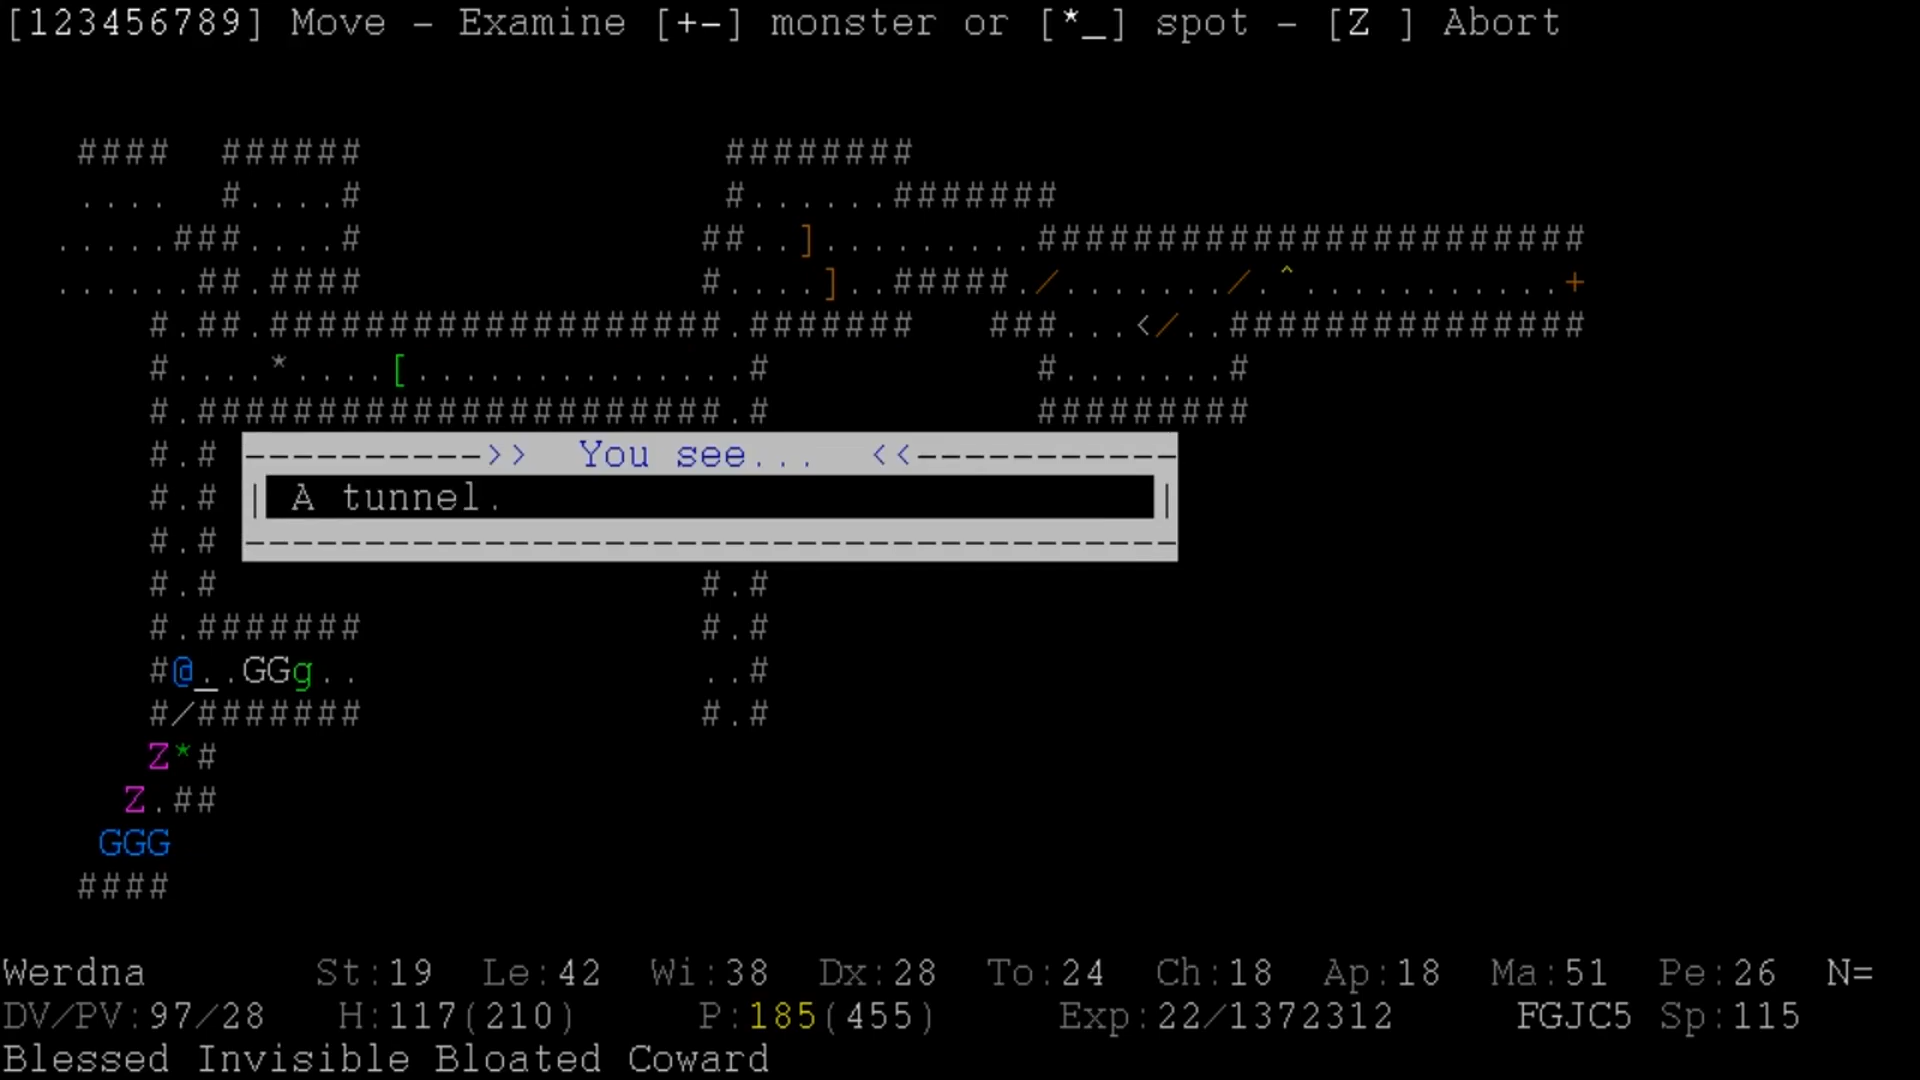 [123456789] Move - Examine [+-] monster or [*_] spot - [Z ] Abort
   ####  ######               ########
   ....  #....#               #......#######
  .....###....#              ##..].........#######################
  ......##.####              #....]..#####./......./.^...........+
      #.##.###################.#######   ###...</..###############
      #....*....[.............#           #.......#
      #.######################.#           #########
      #.# ---------->>  You see...  <<-----------
      #.# | A tunnel. |
      #.# ---------------------------------------
      #.#                    #.#
      #.#######              #.#
      #@_.GGg..              ..#
      #/#######              #.#
      Z*#
     Z.##
    GGG
   ####
Werdna       St:19  Le:42  Wi:38  Dx:28  To:24  Ch:18  Ap:18  Ma:51  Pe:26  N=
DV/PV:97/28   H:117(210)     P:185(455)     Exp:22/1372312     FGJC5 Sp:115
Blessed Invisible Bloated Coward